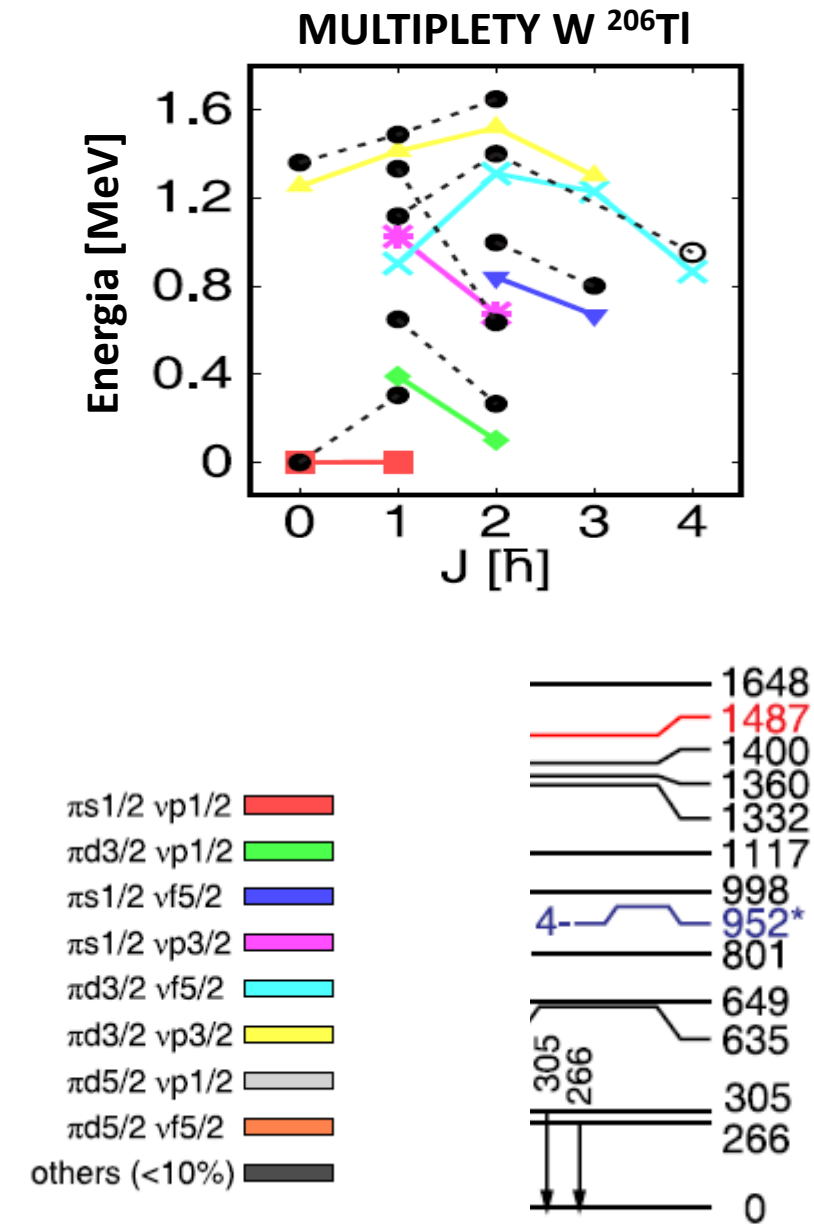 MULTIPLETY W ²⁰⁶Tl
Energia [MeV]
1.6
1.2
0.8
0.4
0
0 1 2 3 4
J [ħ]
πs1/2 νp1/2
πd3/2 νp1/2
πs1/2 νf5/2
πs1/2 νp3/2
πd3/2 νf5/2
πd3/2 νp3/2
πd5/2 νp1/2
πd5/2 νf5/2
others (<10%)
1648
1487
1400
1360
1332
1117
998
4- 952*
801
649
635
305
266
305
266
0